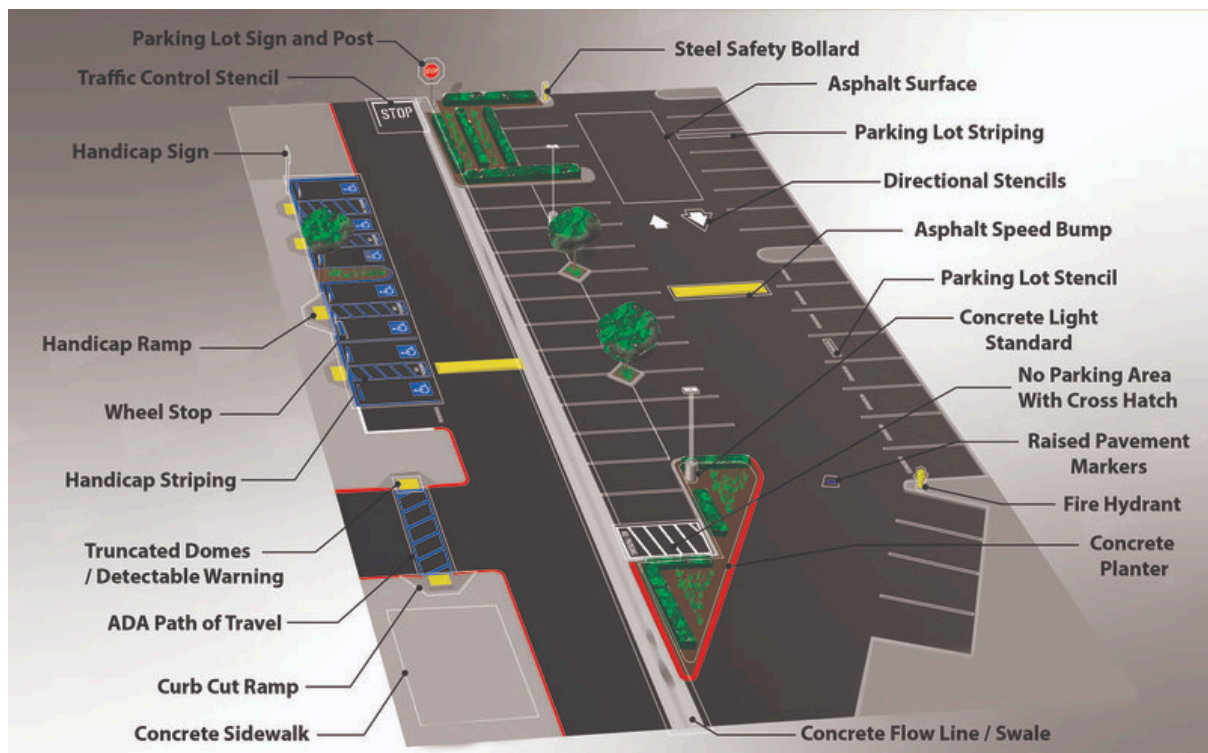 Parking Lot Sign and Post
Traffic Control Stencil
Handicap Sign
Handicap Ramp
Wheel Stop
Handicap Striping
Truncated Domes
/ Detectable Warning
ADA Path of Travel
Curb Cut Ramp
Concrete Sidewalk
STOP
Steel Safety Bollard
Asphalt Surface
Parking Lot Striping
Directional Stencils
Asphalt Speed Bump
Parking Lot Stencil
Concrete Light
Standard
No Parking Area
With Cross Hatch
Raised Pavement
Markers
Fire Hydrant
Concrete
Planter
Concrete Flow Line / Swale